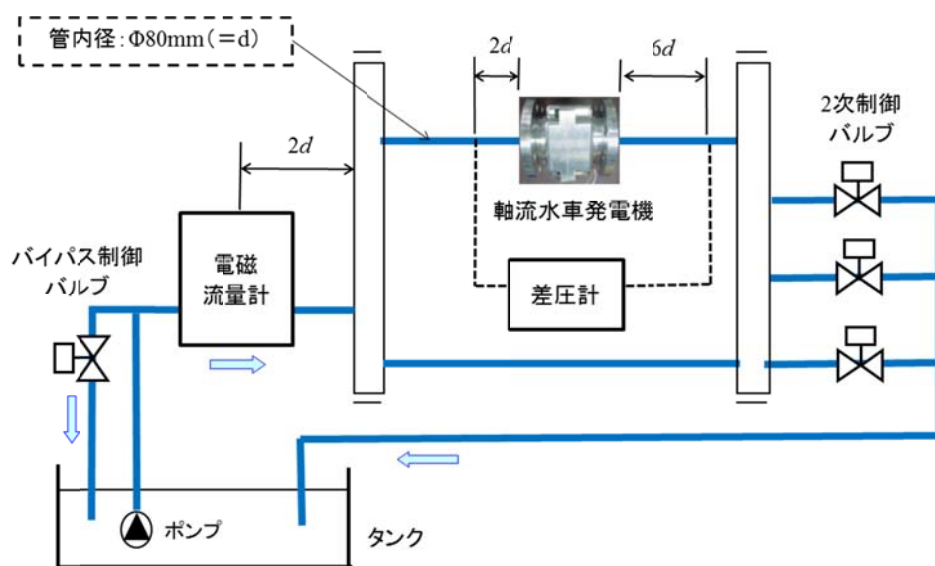 管内径：Φ80mm（＝d）
2d
6d
2次制御
バルブ
2d
軸流水車発電機
バイパス制御
バルブ
電磁
流量計
差圧計
ポンプ
タンク